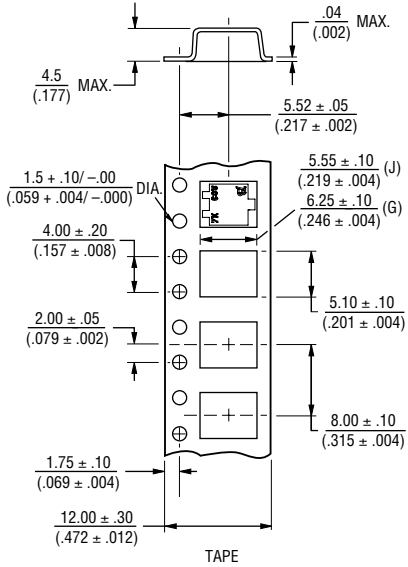 .04
(.002) MAX.
4.5
(.177) MAX.
5.52 ± .05
(.217 ± .002)
1.5 + .10/ –.00
(.059 + .004/ –.000) DIA.
5.55 ± .10
(.219 ± .004) (J)
6.25 ± .10
(.246 ± .004) (G)
4.00 ± .20
(.157 ± .008)
5.10 ± .10
(.201 ± .004)
2.00 ± .05
(.079 ± .002)
8.00 ± .10
(.315 ± .004)
1.75 ± .10
(.069 ± .004)
12.00 ± .30
(.472 ± .012)
TAPE